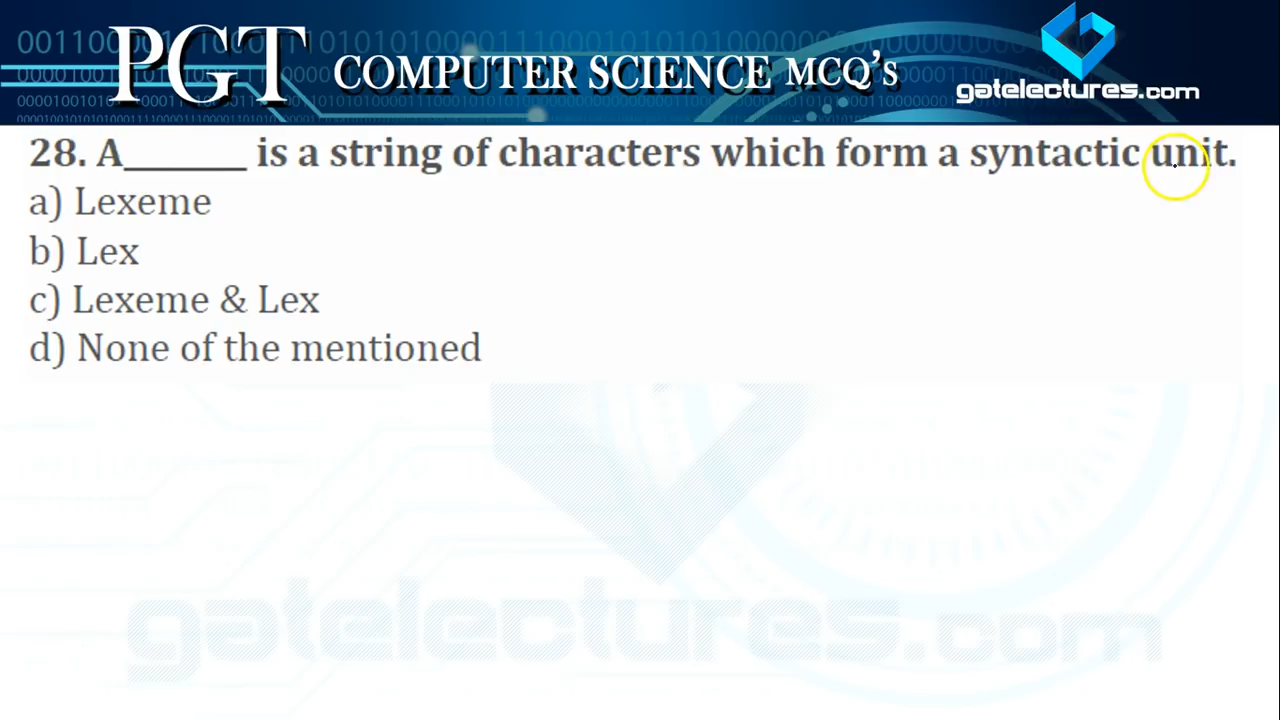 PGT COMPUTER SCIENCE MCQ's
gatelectures.com
28. A_______ is a string of characters which form a syntactic unit.
a) Lexeme
b) Lex
c) Lexeme & Lex
d) None of the mentioned
gatelectures.com